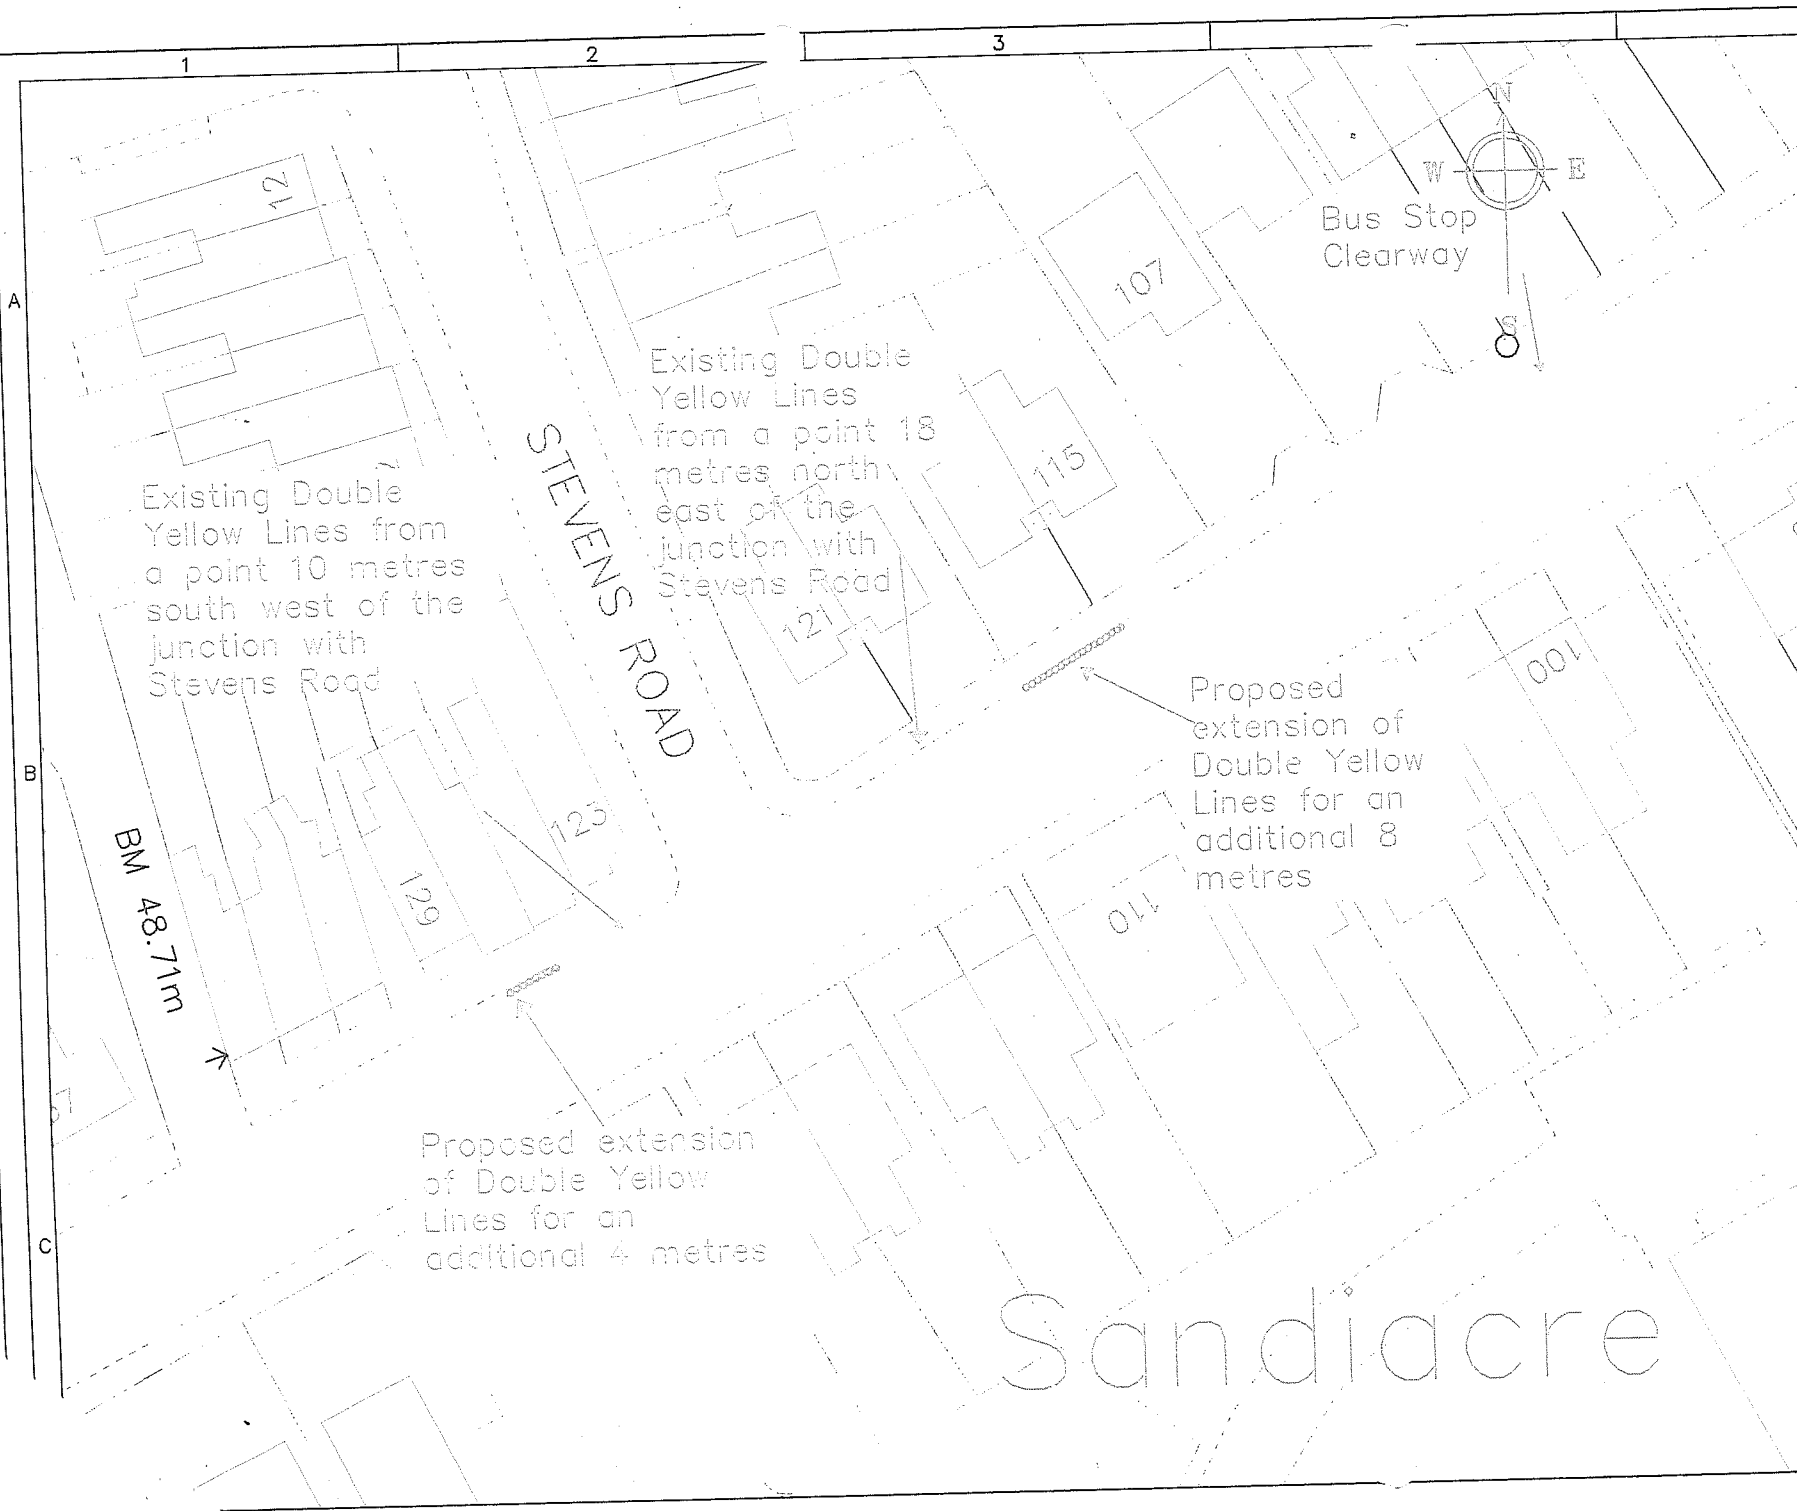 1
2
3
A
B
C
N
W
E
S
Bus Stop
Clearway
12
107
Existing Double
Yellow Lines
from a point 18
metres north
east of the
junction with
Stevens Road
115
121
STEVENS ROAD
Existing Double
Yellow Lines from
a point 10 metres
south west of the
junction with
Stevens Road
123
129
BM 48.71m
Proposed
extension of
Double Yellow
Lines for an
additional 8
metres
100
110
Proposed extension
of Double Yellow
Lines for an
additional 4 metres
Sandiacre